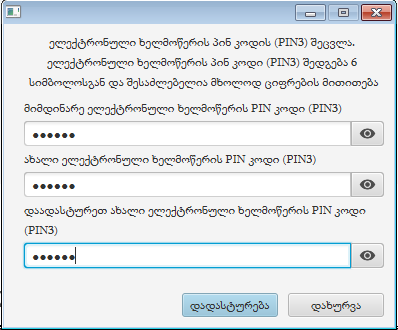 ელექტრონული ხელმოწერის პინ კოდის (PIN3) შეცვლა.
ელექტრონული ხელმოწერის პინ კოდი (PIN3) შედგება 6
სიმბოლოსგან და შესაძლებელია მხოლოდ ციფრების მითითება
მიმდინარე ელექტრონული ხელმოწერის PIN კოდი (PIN3)
●●●●●●
ახალი ელექტრონული ხელმოწერის PIN კოდი (PIN3)
●●●●●●
დაადასტურეთ ახალი ელექტრონული ხელმოწერის PIN კოდი
(PIN3)
●●●●●●
დადასტურება დახურვა